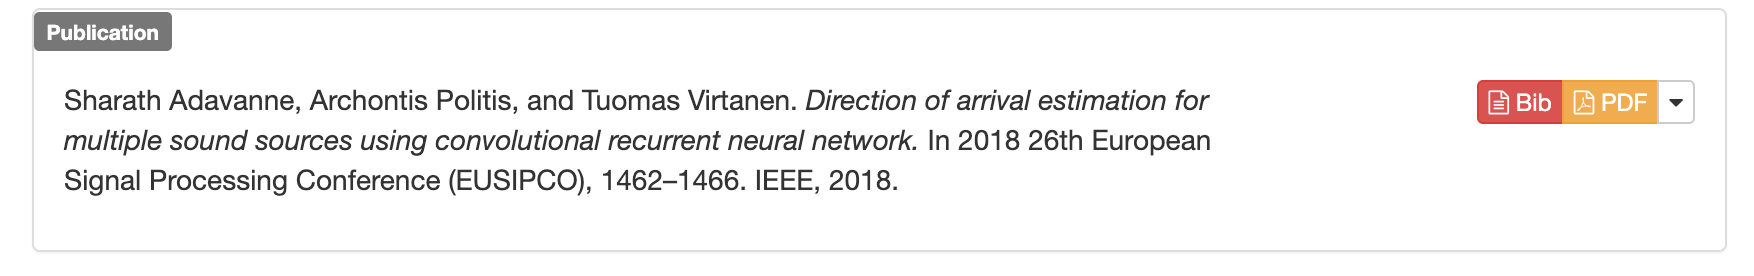 Publication
Sharath Adavanne, Archontis Politis, and Tuomas Virtanen. Direction of arrival estimation for
multiple sound sources using convolutional recurrent neural network. In 2018 26th European
Signal Processing Conference (EUSIPCO), 1462–1466. IEEE, 2018.
Bib PDF